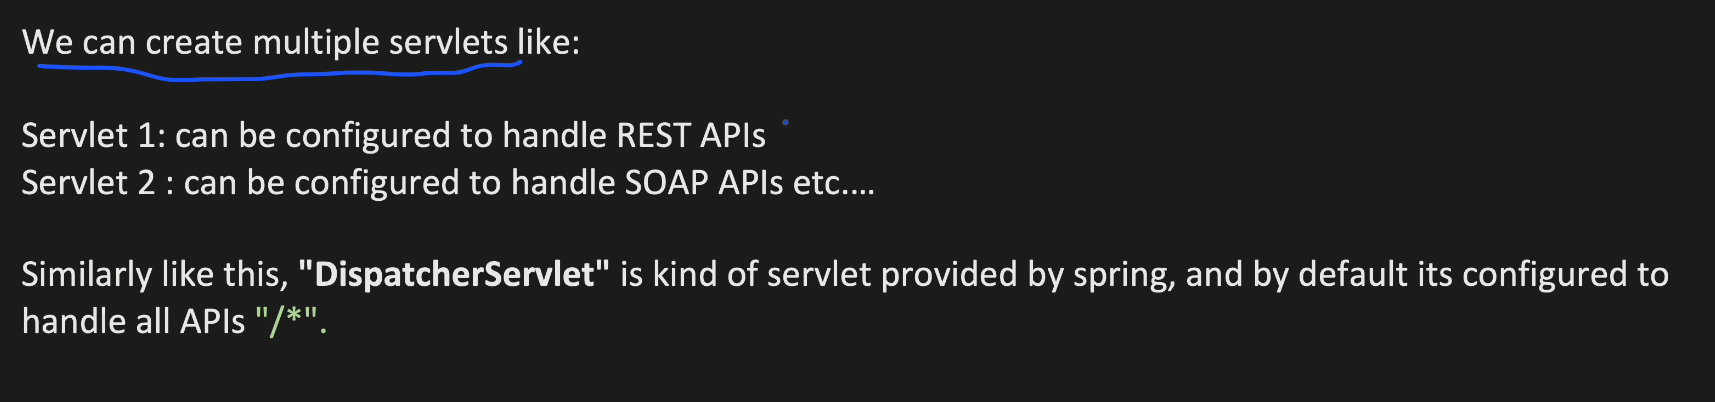 We can create multiple servlets like:
Servlet 1: can be configured to handle REST APIs
Servlet 2 : can be configured to handle SOAP APIs etc....
Similarly like this, "DispatcherServlet" is kind of servlet provided by spring, and by default its configured to
handle all APIs "/*".